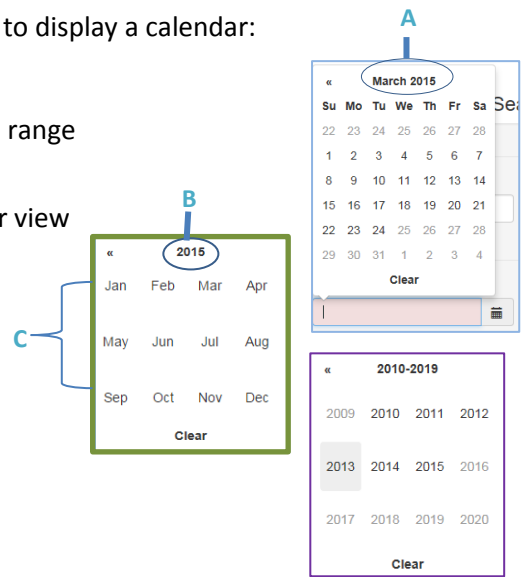 to display a calendar:
A
« March 2015
Su Mo Tu We Th Fr Sa
22 23 24 25 26 27 28
1 2 3 4 5 6 7
8 9 10 11 12 13 14
15 16 17 18 19 20 21
22 23 24 25 26 27 28
29 30 31 1 2 3 4
Clear
Sea
range
r view
B
« 2015
Jan Feb Mar Apr
May Jun Jul Aug
Sep Oct Nov Dec
Clear
C
« 2010-2019
2009 2010 2011 2012
2013 2014 2015 2016
2017 2018 2019 2020
Clear